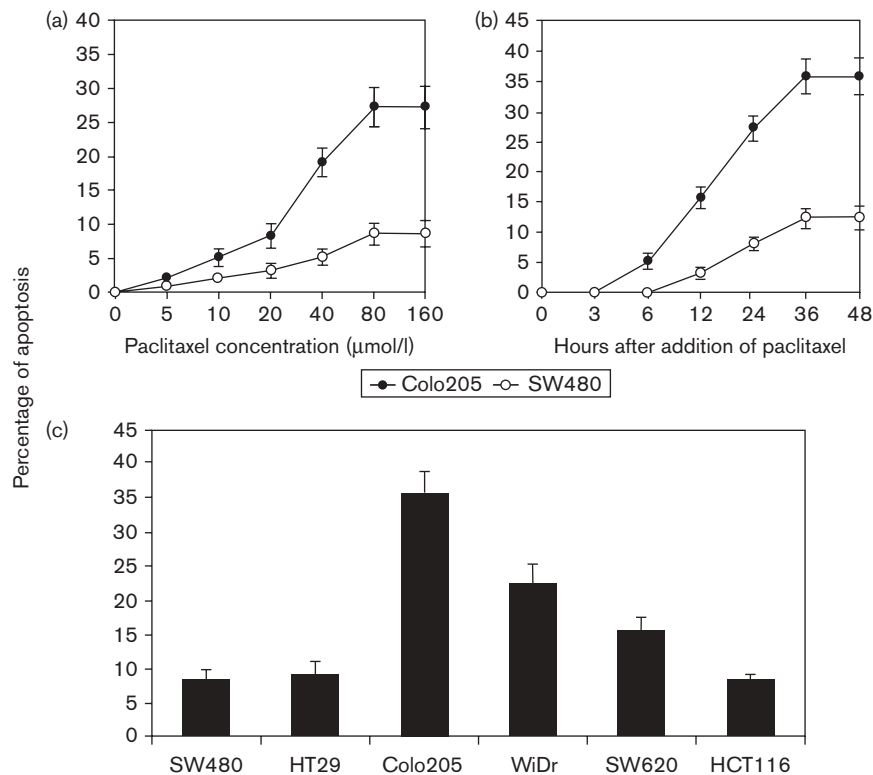 (a)
40
35
30
25
20
15
10
5
0
0 5 10 20 40 80 160
Paclitaxel concentration (μmol/l)
(b)
45
40
35
30
25
20
15
10
5
0
0 3 6 12 24 36 48
Hours after addition of paclitaxel
Colo205 SW480
Percentage of apoptosis
(c)
45
40
35
30
25
20
15
10
5
0
SW480 HT29 Colo205 WiDr SW620 HCT116